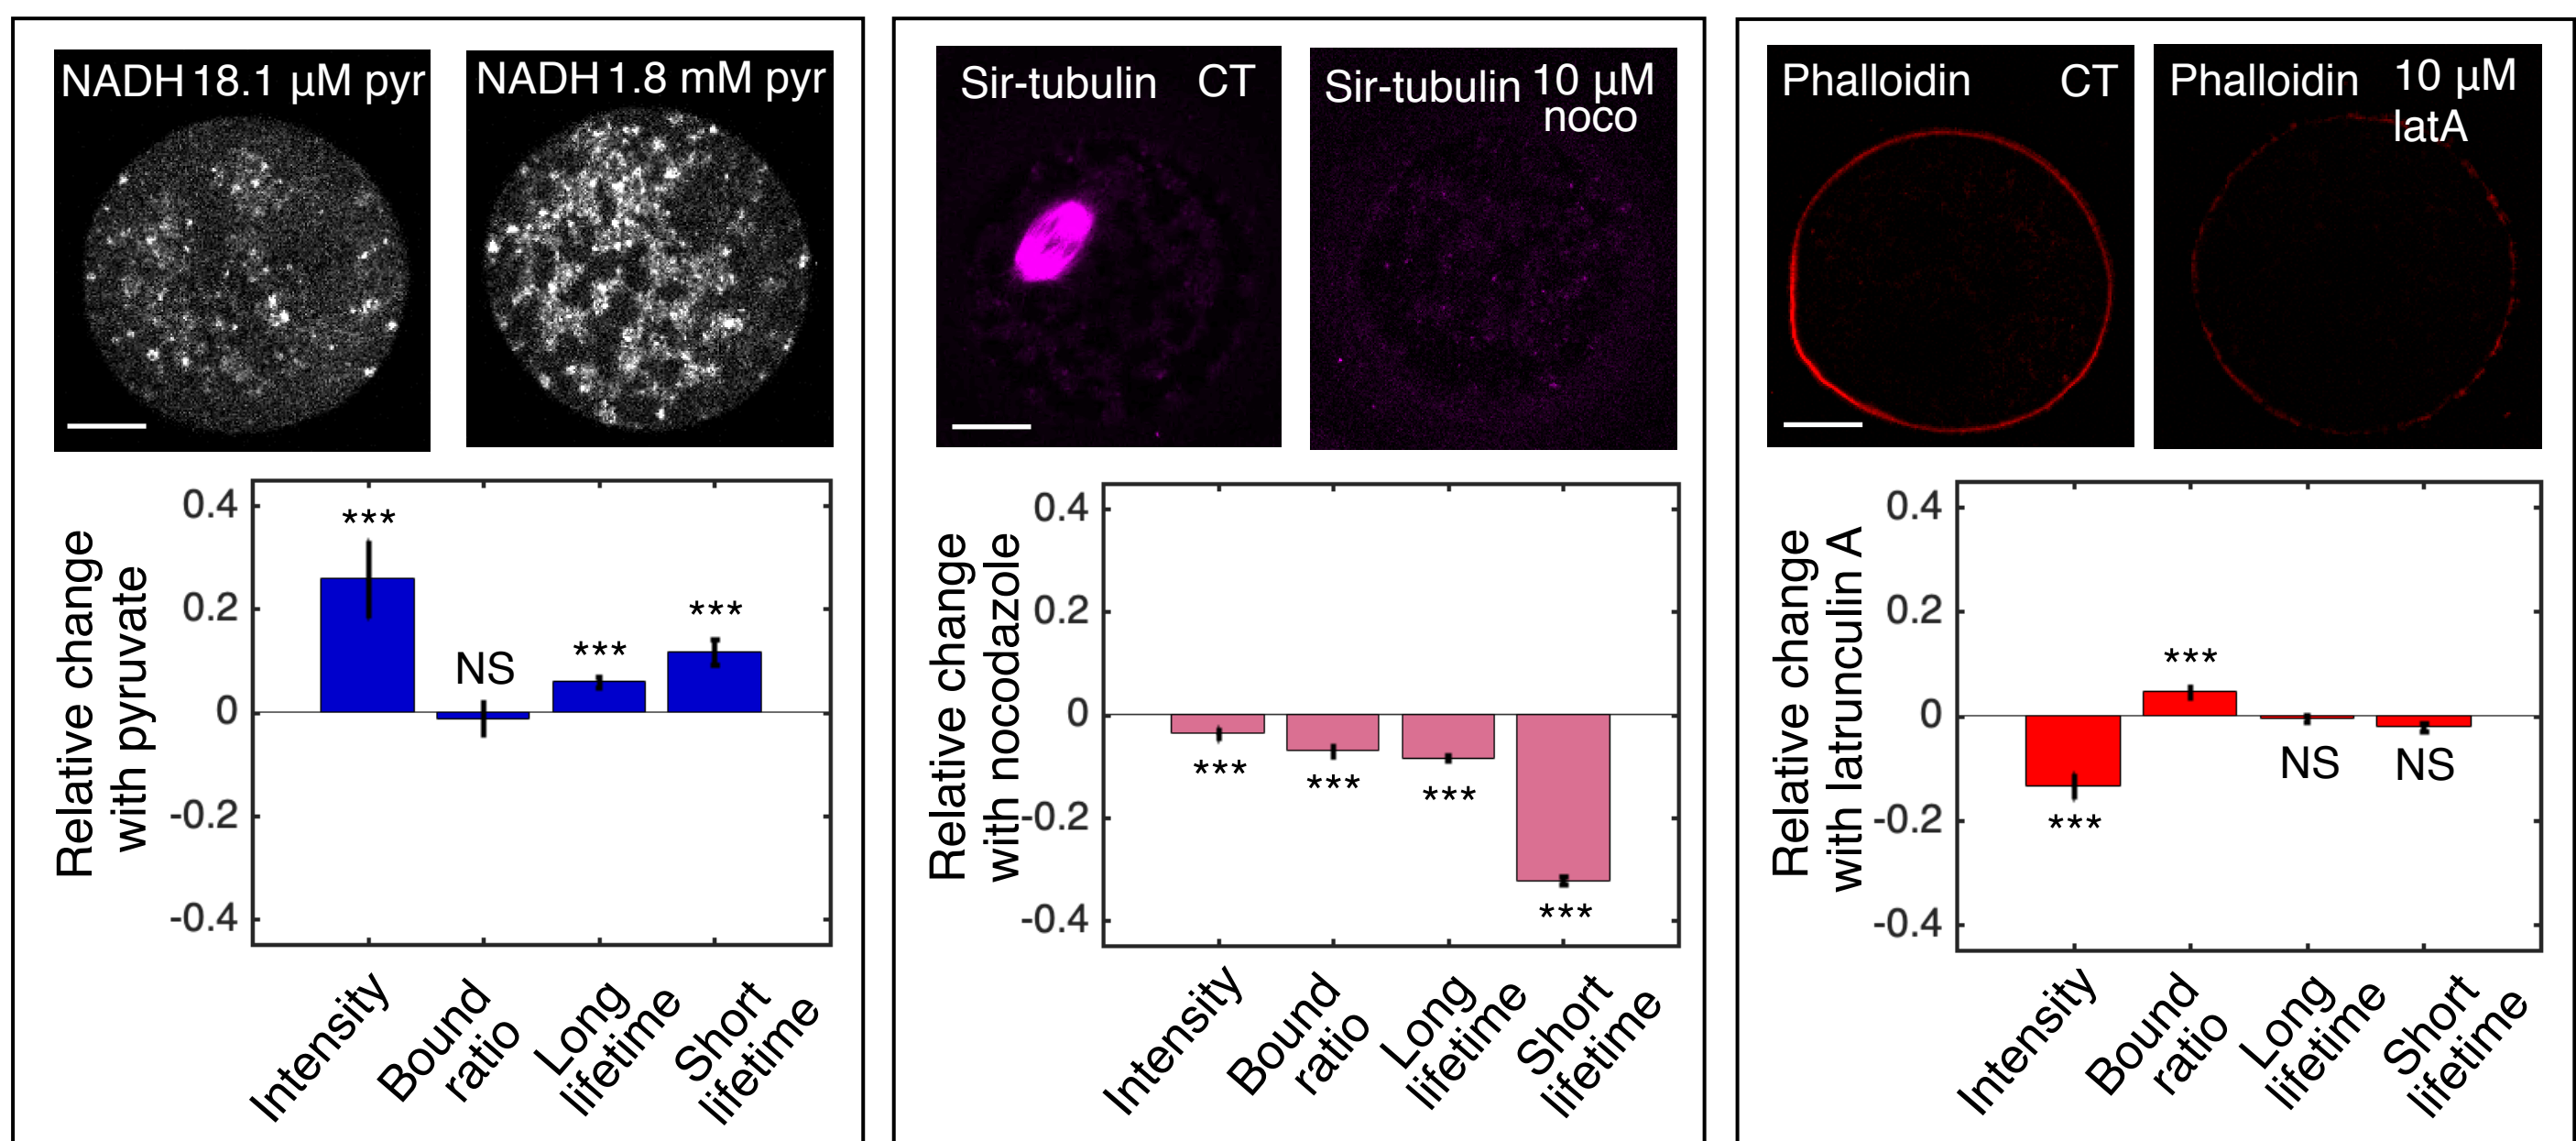 NADH 18.1 µM pyr
NADH 1.8 mM pyr
0.4
0.2
0
-0.2
-0.4
Relative change
with pyruvate
***
NS
***
***
Intensity
Bound
ratio
Long
lifetime
Short
lifetime
Sir-tubulin CT
Sir-tubulin 10 µM
noco
0.4
0.2
0
-0.2
-0.4
Relative change
with nocodazole
***
***
***
***
Intensity
Bound
ratio
Long
lifetime
Short
lifetime
Phalloidin CT
Phalloidin 10 µM
latA
0.4
0.2
0
-0.2
-0.4
Relative change
with latrunculin A
***
***
NS
NS
Intensity
Bound
ratio
Long
lifetime
Short
lifetime